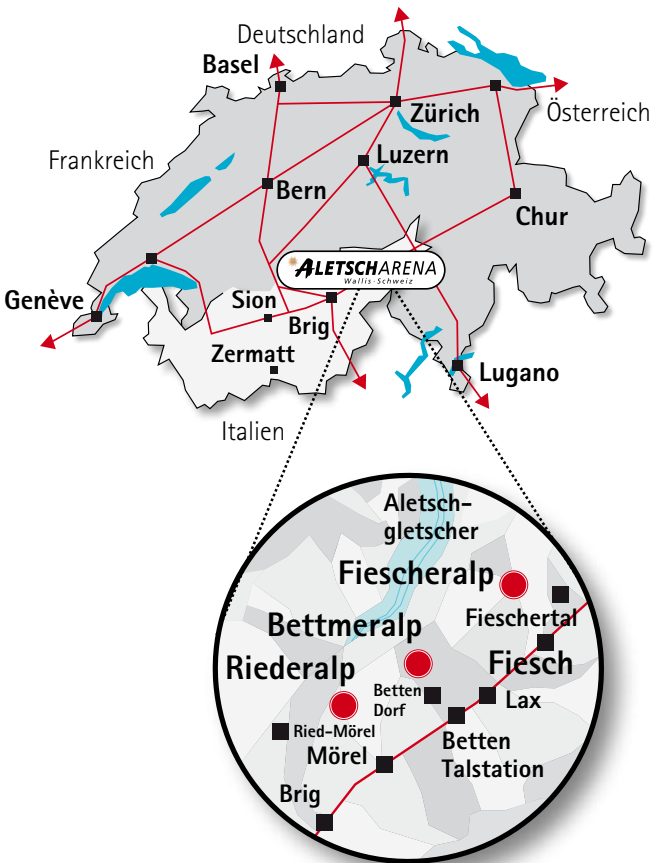 Deutschland
Basel
Zürich
Österreich
Frankreich
Luzern
Bern
Chur
ALETSCHARENA
Wallis·Schweiz
Genève
Sion
Brig
Zermatt
Lugano
Italien
Aletsch-
gletscher
Fiescheralp
Fieschertal
Bettmeralp
Riederalp
Fiesch
Betten
Dorf
Lax
Ried-Mörel
Mörel
Betten
Talstation
Brig